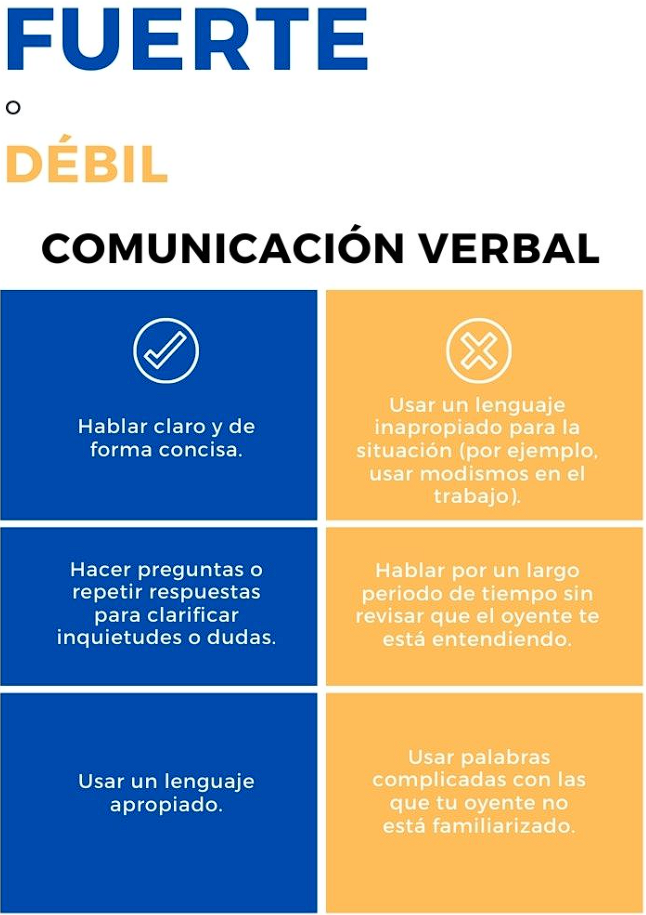 FUERTE
o
DÉBIL
COMUNICACIÓN VERBAL
Hablar claro y de
forma concisa.
Usar un lenguaje
inapropiado para la
situación (por ejemplo,
usar modismos en el
trabajo).
Hacer preguntas o
repetir respuestas
para clarificar
inquietudes o dudas.
Hablar por un largo
periodo de tiempo sin
revisar que el oyente te
está entendiendo.
Usar un lenguaje
apropiado.
Usar palabras
complicadas con las
que tu oyente no
está familiarizado.